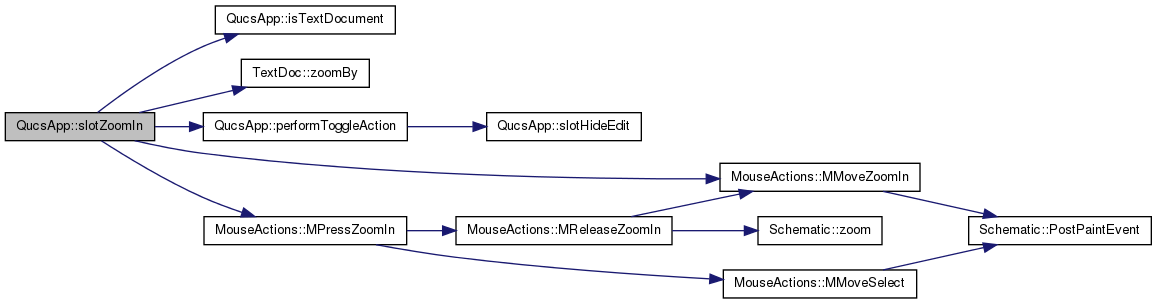 QucsApp::isTextDocument
TextDoc::zoomBy
QucsApp::slotZoomIn
QucsApp::performToggleAction
QucsApp::slotHideEdit
MouseActions::MMoveZoomIn
MouseActions::MPressZoomIn
MouseActions::MReleaseZoomIn
Schematic::zoom
Schematic::PostPaintEvent
MouseActions::MMoveSelect